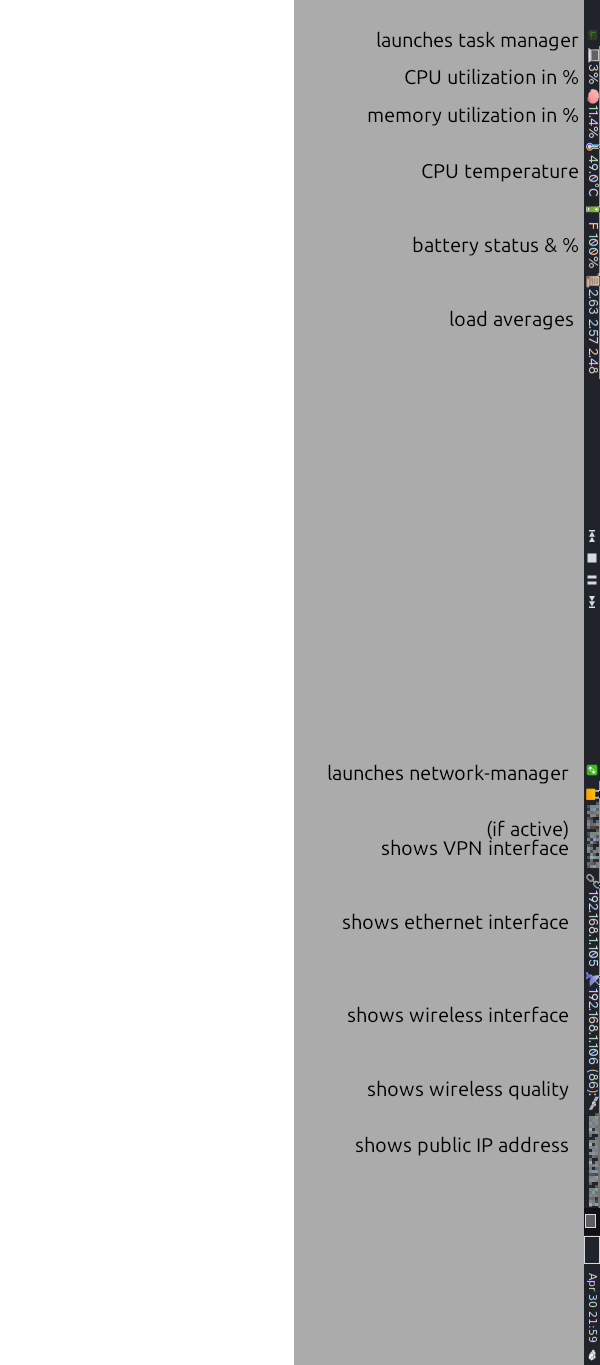 launches task manager
CPU utilization in %
3%
memory utilization in %
11.4%
CPU temperature
49.0°C
battery status & %
F 100%
load averages
2.63 2.57 2.48
launches network-manager
(if active)
shows VPN interface
shows ethernet interface
192.168.1.105
shows wireless interface
192.168.1.106 (86)
shows wireless quality
shows public IP address
Apr 30 21:59